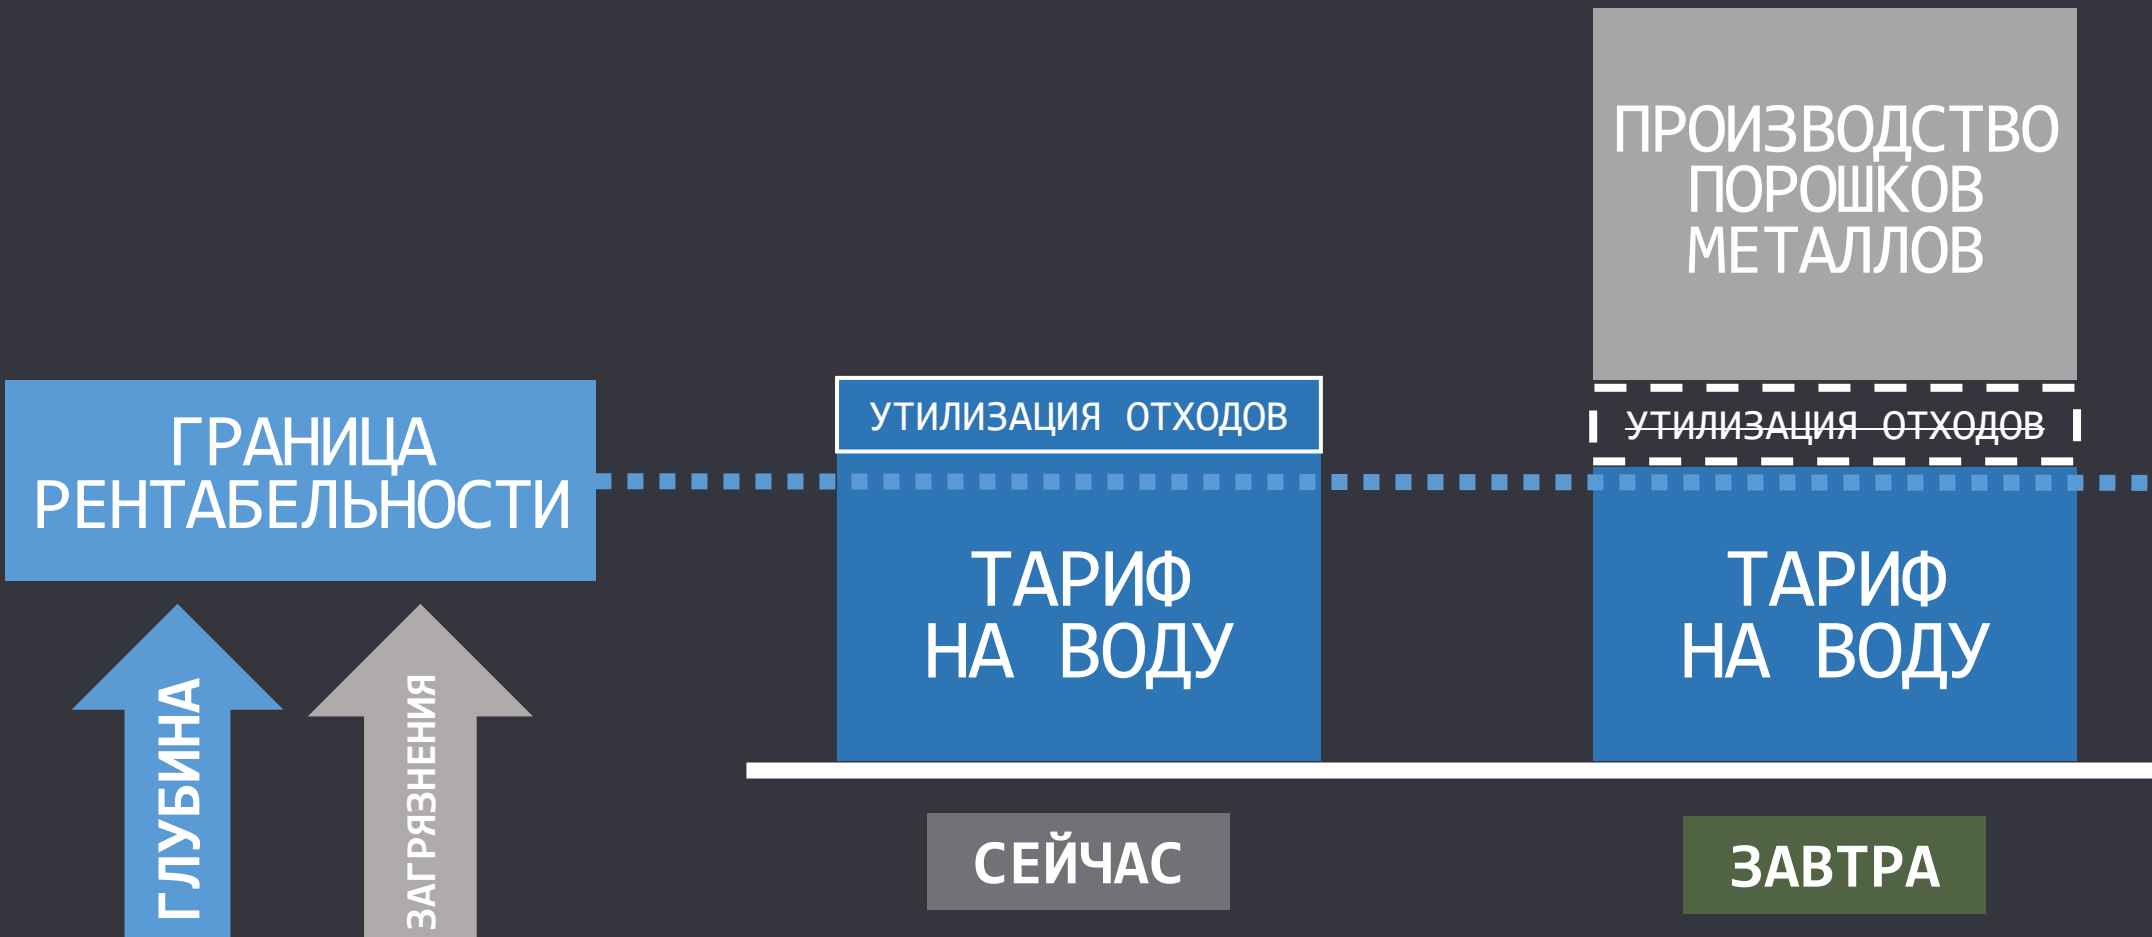 ГРАНИЦА
РЕНТАБЕЛЬНОСТИ
ГЛУБИНА
ЗАГРЯЗНЕНИЯ
УТИЛИЗАЦИЯ ОТХОДОВ
ТАРИФ
НА ВОДУ
СЕЙЧАС
ПРОИЗВОДСТВО
ПОРОШКОВ
МЕТАЛЛОВ
УТИЛИЗАЦИЯ ОТХОДОВ
ТАРИФ
НА ВОДУ
ЗАВТРА